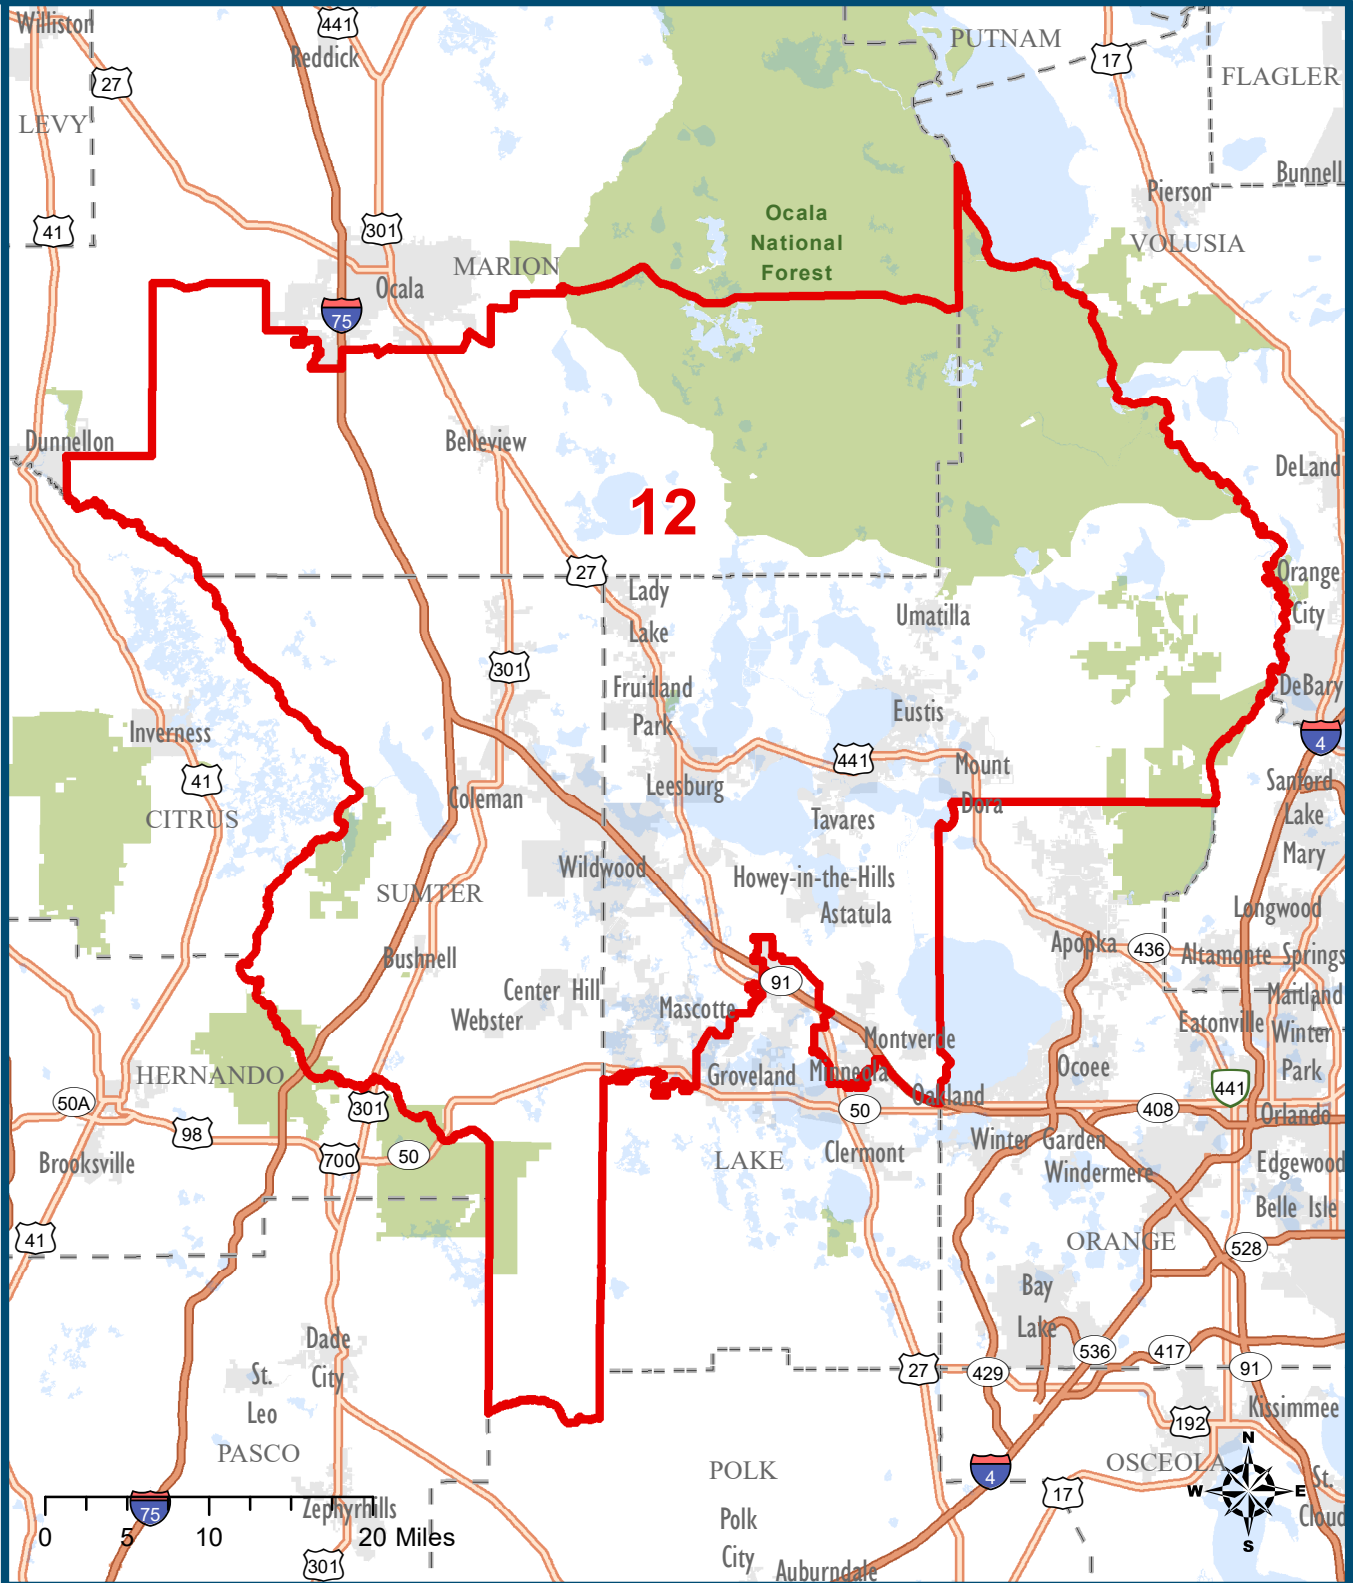 Williston
441
Reddick
PUTNAM
17
FLAGLER
27
LEVY
Bunnell
Pierson
41
301
Ocala
National
Forest
VOLUSIA
MARION
Ocala
75
Dunnellon
Belleview
DeLand
12
27
Lady
Lake
Orange
City
Umatilla
301
Fruitland
Park
DeBary
Inverness
Eustis
4
441
Mount
Dora
41
Leesburg
Sanford
Coleman
CITRUS
Tavares
Lake
Mary
Wildwood
Howey-in-the-Hills
SUMTER
Astatula
Longwood
Apopka
436
Altamonte Springs
Bushnell
91
Center Hill
Mascotte
Maitland
Webster
Eatonville
Winter
Park
Montverde
HERNANDO
Groveland
Minneola
Ocoee
441
50A
301
Oakland
50
408
Orlando
98
Winter Garden
700
50
Brooksville
LAKE
Clermont
Windermere
Edgewood
Belle Isle
41
ORANGE
528
Bay
Lake
Dade
City
536
417
St.
Leo
27
429
91
192
Kissimmee
PASCO
N
POLK
4
OSCEOLA
W
E
St.
Cloud
17
75
Zephyrhills
0
5
10
20 Miles
S
Polk
City
301
Auburndale